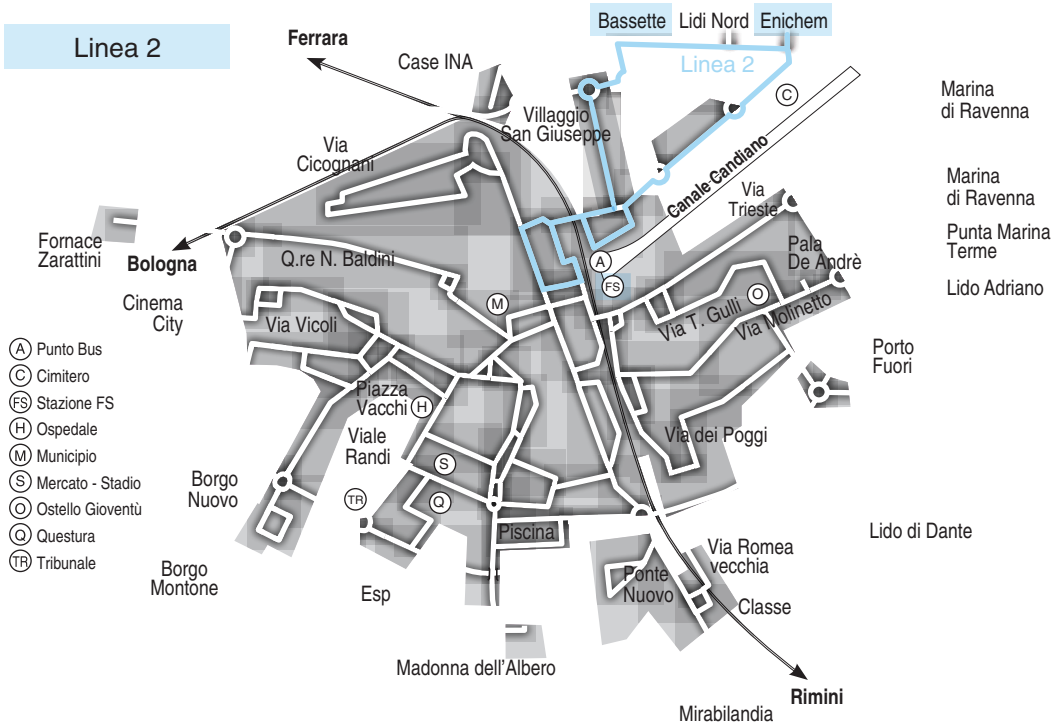 Linea 2
Ferrara
Bassette
Lidi Nord
Enichem
Case INA
Linea 2
C
Marina
di Ravenna
Villaggio
San Giuseppe
Via
Cicognani
Canale Candiano
Via
Trieste
Marina
di Ravenna
Fornace
Zarattini
Bologna
Q.re N. Baldini
A
FS
Pala
De Andrè
Punta Marina
Terme
Lido Adriano
Cinema
City
M
O
Via T. Gulli
Via Molinetto
Via Vicoli
Porto
Fuori
A Punto Bus
C Cimitero
FS Stazione FS
H Ospedale
M Municipio
S Mercato - Stadio
O Ostello Gioventù
Q Questura
TR Tribunale
Piazza
Vacchi
H
Viale
Randi
Via dei Poggi
S
Borgo
Nuovo
TR
Q
Piscina
Lido di Dante
Via Romea
vecchia
Borgo
Montone
Esp
Ponte
Nuovo
Classe
Madonna dell'Albero
Rimini
Mirabilandia